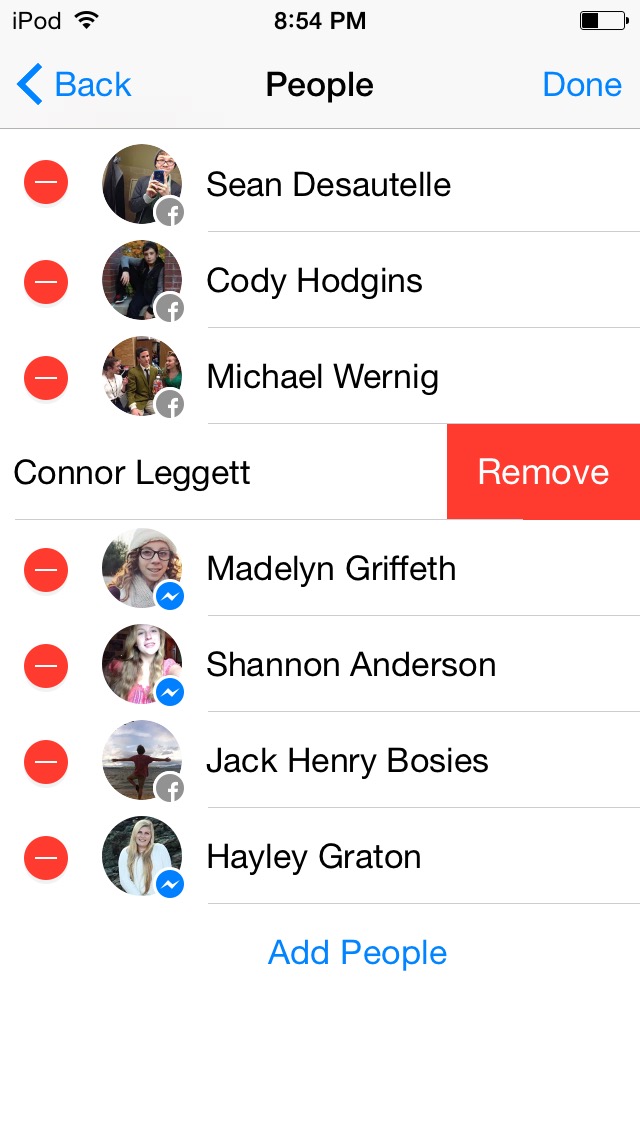 iPod 8:54 PM
Back People Done
Sean Desautelle
Cody Hodgins
Michael Wernig
Connor Leggett Remove
Madelyn Griffeth
Shannon Anderson
Jack Henry Bosies
Hayley Graton
Add People